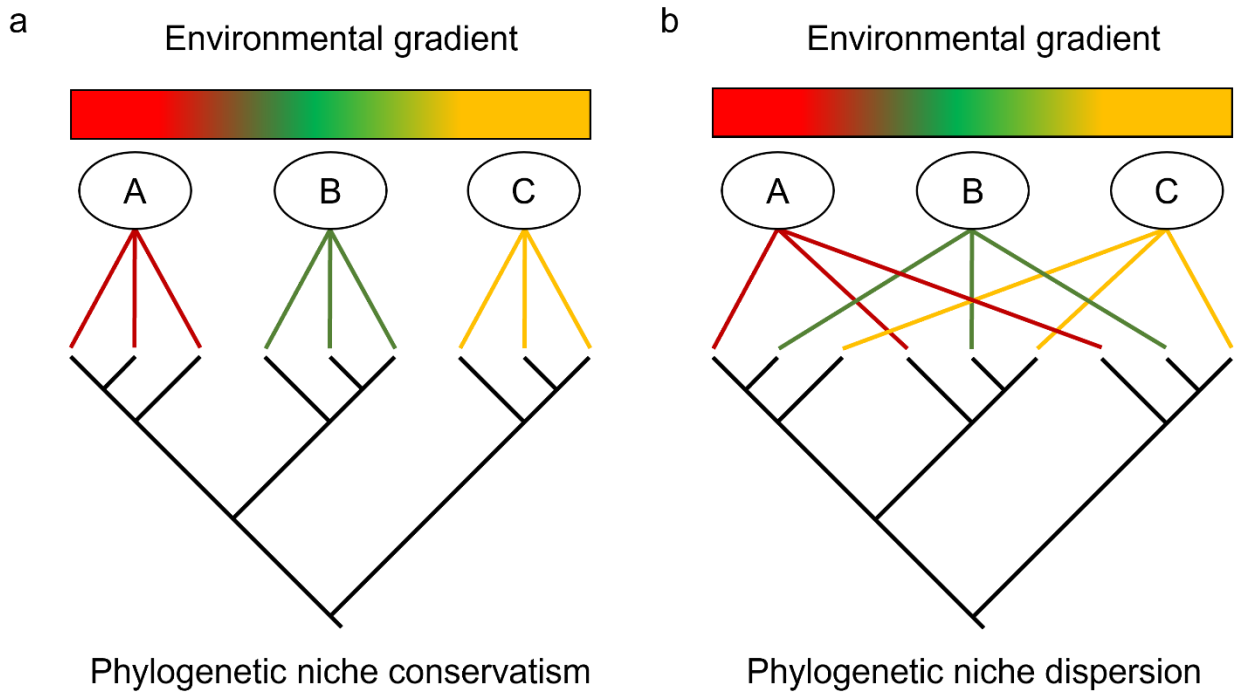 a
Environmental gradient
A
B
C
Phylogenetic niche conservatism
b
Environmental gradient
A
B
C
Phylogenetic niche dispersion